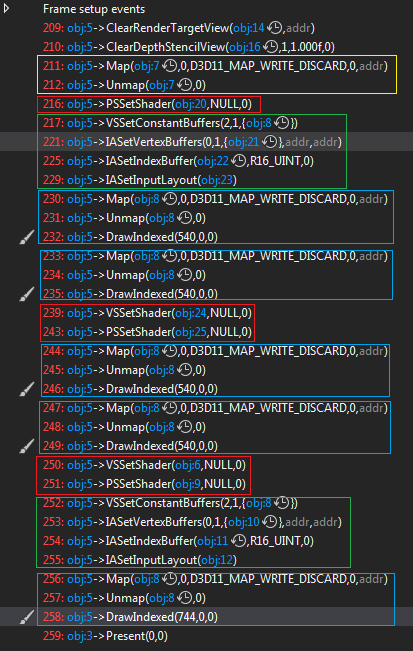 Frame setup events
209: obj:5->ClearRenderTargetView(obj:14,addr)
210: obj:5->ClearDepthStencilView(obj:16,1,1.000f,0)
211: obj:5->Map(obj:7,0,D3D11_MAP_WRITE_DISCARD,0,addr)
212: obj:5->Unmap(obj:7,0)
216: obj:5->PSSetShader(obj:20,NULL,0)
217: obj:5->VSSetConstantBuffers(2,1,{obj:8})
221: obj:5->IASetVertexBuffers(0,1,{obj:21},addr,addr)
225: obj:5->IASetIndexBuffer(obj:22,R16_UINT,0)
229: obj:5->IASetInputLayout(obj:23)
230: obj:5->Map(obj:8,0,D3D11_MAP_WRITE_DISCARD,0,addr)
231: obj:5->Unmap(obj:8,0)
232: obj:5->DrawIndexed(540,0,0)
233: obj:5->Map(obj:8,0,D3D11_MAP_WRITE_DISCARD,0,addr)
234: obj:5->Unmap(obj:8,0)
235: obj:5->DrawIndexed(540,0,0)
239: obj:5->VSSetShader(obj:24,NULL,0)
243: obj:5->PSSetShader(obj:25,NULL,0)
244: obj:5->Map(obj:8,0,D3D11_MAP_WRITE_DISCARD,0,addr)
245: obj:5->Unmap(obj:8,0)
246: obj:5->DrawIndexed(540,0,0)
247: obj:5->Map(obj:8,0,D3D11_MAP_WRITE_DISCARD,0,addr)
248: obj:5->Unmap(obj:8,0)
249: obj:5->DrawIndexed(540,0,0)
250: obj:5->VSSetShader(obj:6,NULL,0)
251: obj:5->PSSetShader(obj:9,NULL,0)
252: obj:5->VSSetConstantBuffers(2,1,{obj:8})
253: obj:5->IASetVertexBuffers(0,1,{obj:10},addr,addr)
254: obj:5->IASetIndexBuffer(obj:11,R16_UINT,0)
255: obj:5->IASetInputLayout(obj:12)
256: obj:5->Map(obj:8,0,D3D11_MAP_WRITE_DISCARD,0,addr)
257: obj:5->Unmap(obj:8,0)
258: obj:5->DrawIndexed(744,0,0)
259: obj:3->Present(0,0)